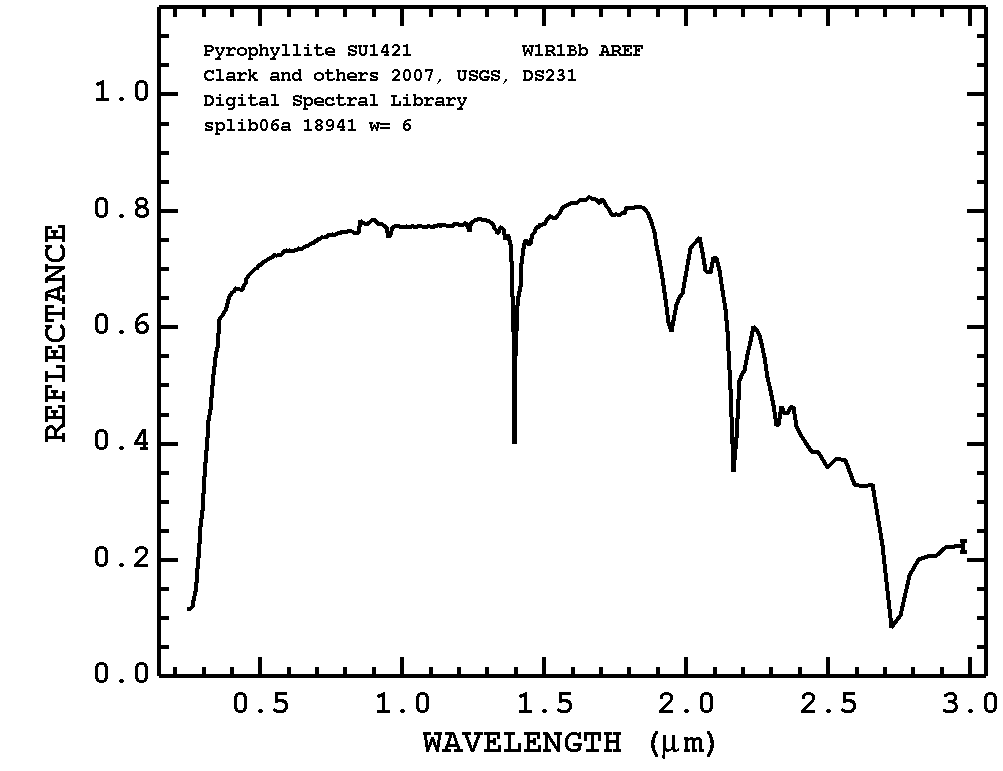 Pyrophyllite SU1421 W1R1Bb AREF
Clark and others 2007, USGS, DS231
Digital Spectral Library
splib06a 18941 w= 6
REFLECTANCE
1.0
0.8
0.6
0.4
0.2
0.0
0.5 1.0 1.5 2.0 2.5 3.0
WAVELENGTH (μm)